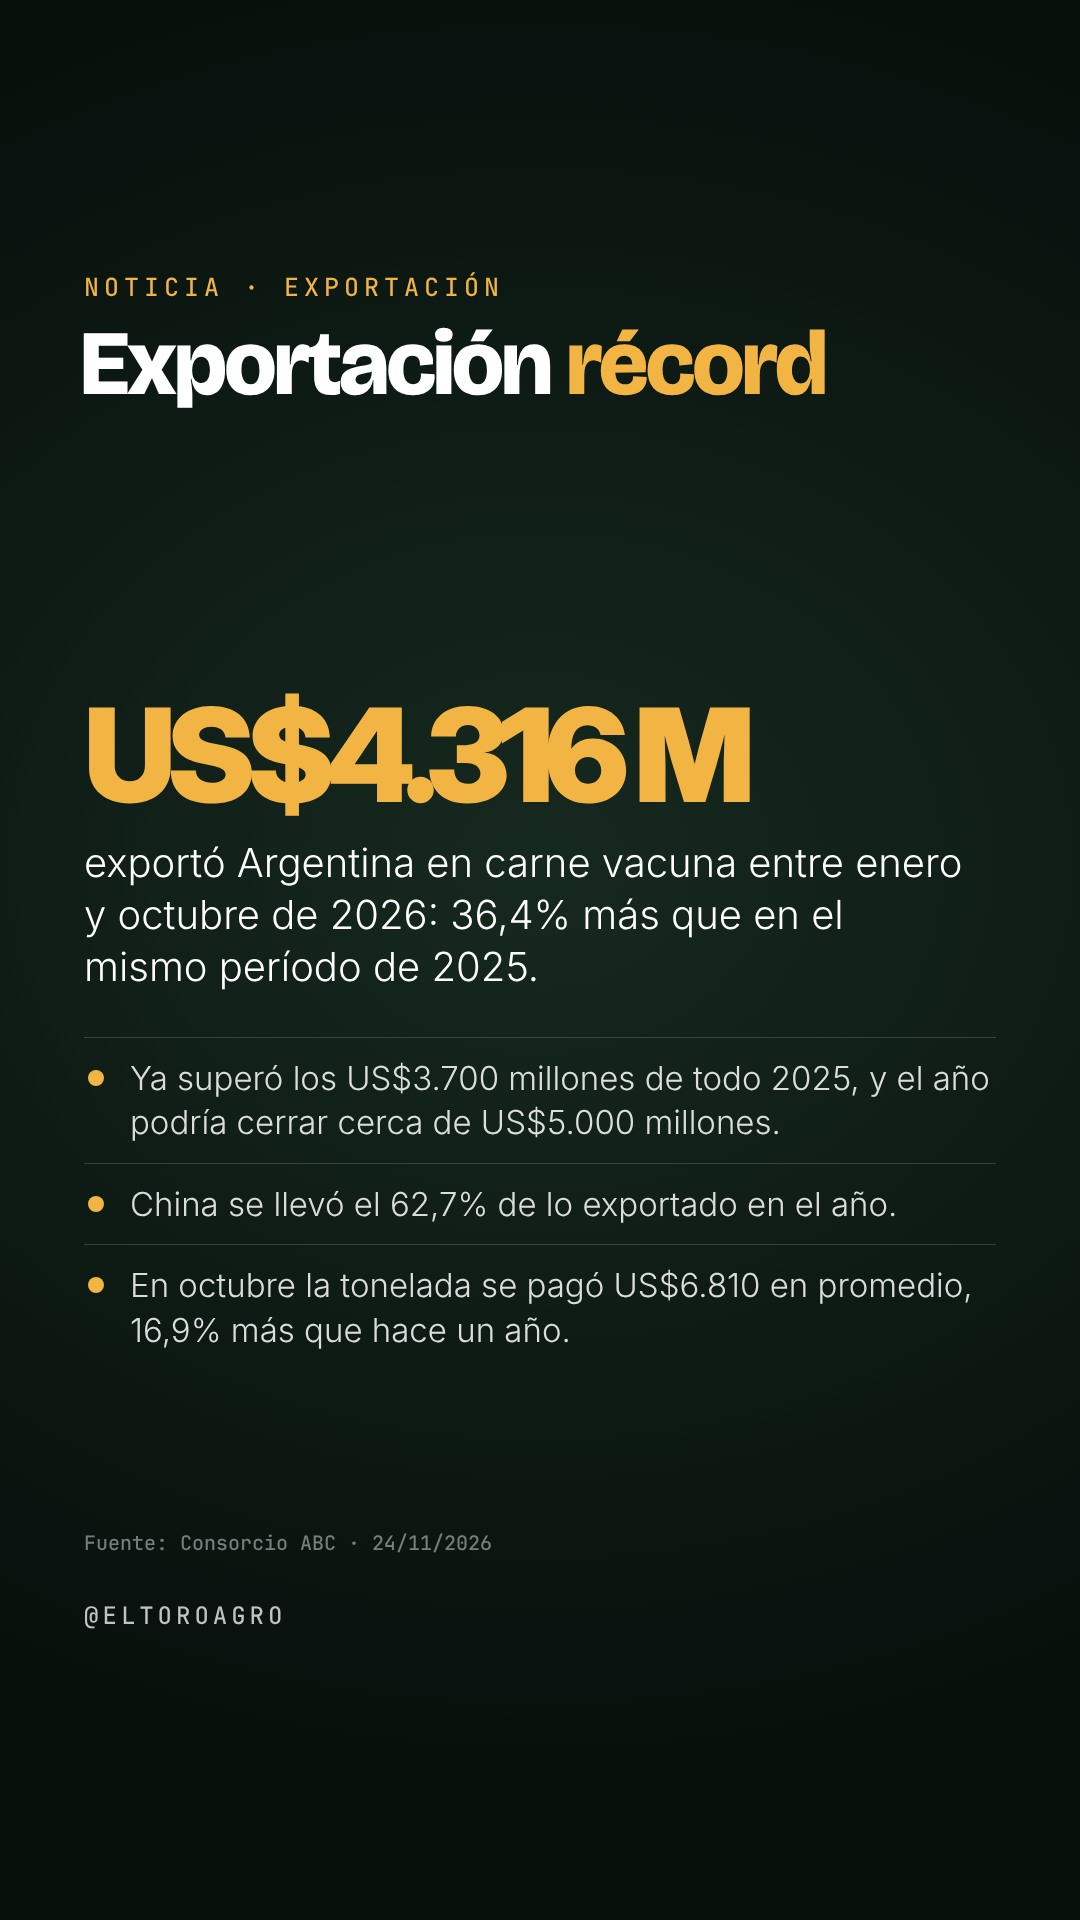 NOTICIA · EXPORTACIÓN
Exportación récord
US$4.316 M
exportó Argentina en carne vacuna entre enero
y octubre de 2026: 36,4% más que en el
mismo período de 2025.
Ya superó los US$3.700 millones de todo 2025, y el año
podría cerrar cerca de US$5.000 millones.
China se llevó el 62,7% de lo exportado en el año.
En octubre la tonelada se pagó US$6.810 en promedio,
16,9% más que hace un año.
Fuente: Consorcio ABC · 24/11/2026
@ELTOROAGRO